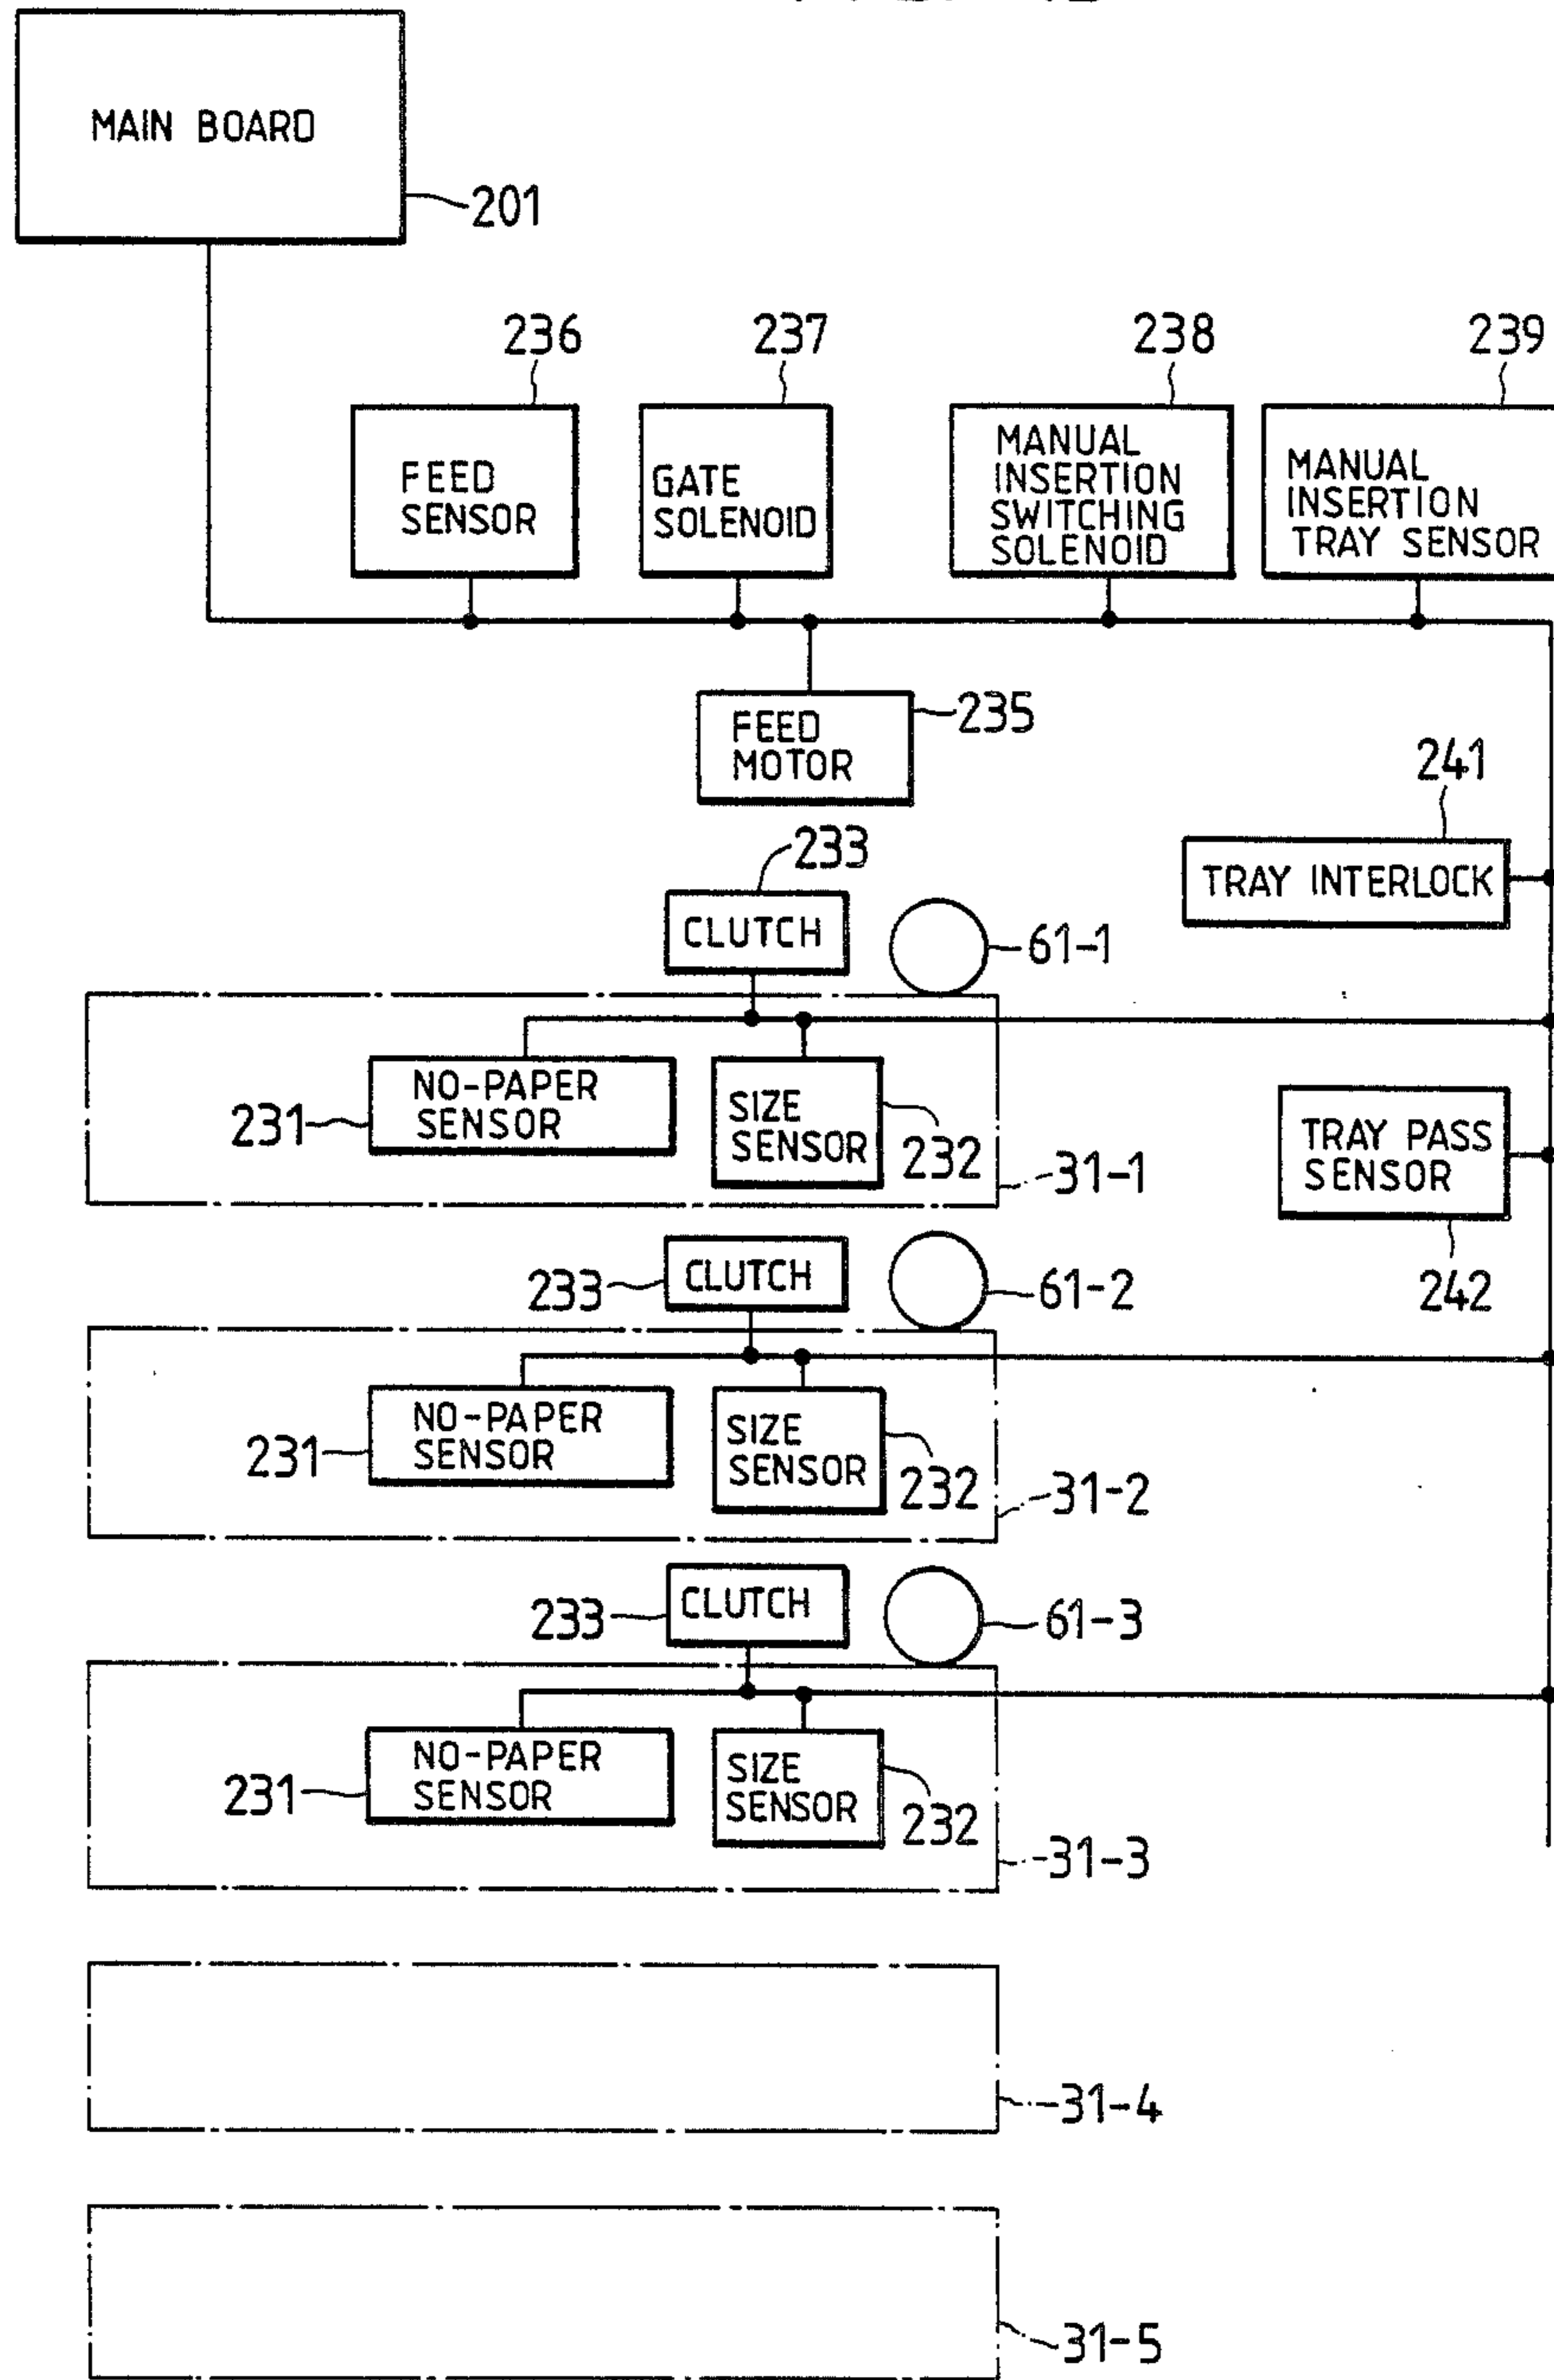 MAIN BOARD
201
236
237
238
239
FEED
SENSOR
GATE
SOLENOID
MANUAL
INSERTION
SWITCHING
SOLENOID
MANUAL
INSERTION
TRAY SENSOR
FEED
MOTOR
235
241
TRAY INTERLOCK
233
CLUTCH
61-1
NO-PAPER
SENSOR
231
SIZE
SENSOR
232
31-1
TRAY PASS
SENSOR
242
233
CLUTCH
61-2
NO-PAPER
SENSOR
231
SIZE
SENSOR
232
31-2
233
CLUTCH
61-3
NO-PAPER
SENSOR
231
SIZE
SENSOR
232
31-3
31-4
31-5